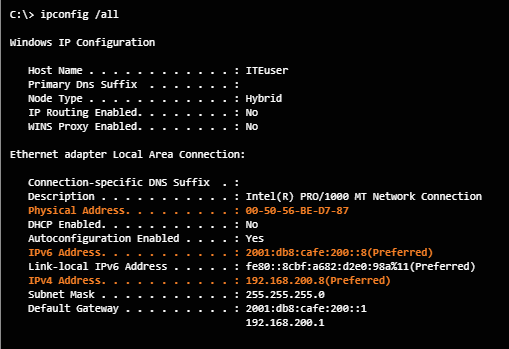 C:\> ipconfig /all
Windows IP Configuration
Host Name . . . . . . . . . . . . : ITEuser
Primary Dns Suffix  . . . . . . . :
Node Type . . . . . . . . . . . . : Hybrid
IP Routing Enabled. . . . . . . . : No
WINS Proxy Enabled. . . . . . . . : No
Ethernet adapter Local Area Connection:
Connection-specific DNS Suffix  . :
Description . . . . . . . . . . . : Intel(R) PRO/1000 MT Network Connection
Physical Address. . . . . . . . . : 00-50-56-BE-D7-87
DHCP Enabled. . . . . . . . . . . : No
Autoconfiguration Enabled . . . . : Yes
IPv6 Address. . . . . . . . . . . : 2001:db8:cafe:200::8(Preferred)
Link-local IPv6 Address . . . . . : fe80::8cbf:a682:d2e0:98a%11(Preferred)
IPv4 Address. . . . . . . . . . . : 192.168.200.8(Preferred)
Subnet Mask . . . . . . . . . . . : 255.255.255.0
Default Gateway . . . . . . . . . : 2001:db8:cafe:200::1
192.168.200.1